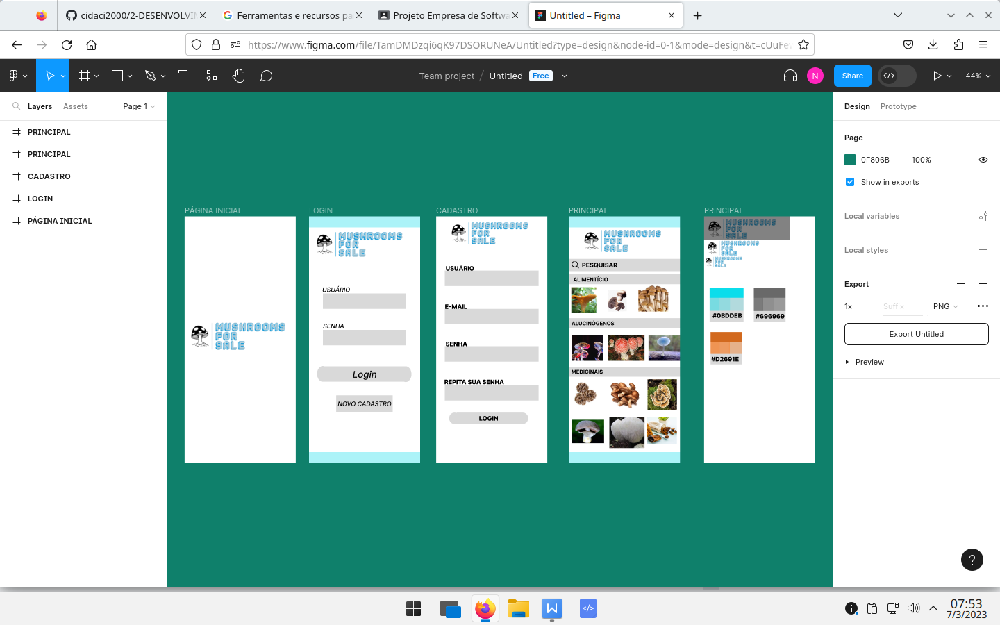 cidaci2000/2-DESENVOLVI
Ferramentas e recursos pa
Projeto Empresa de Softwa
Untitled – Figma
https://www.figma.com/file/TamDMDzqi6qK97DSORUNeA/Untitled?type=design&node-id=0-1&mode=design&t=cUuFew
Team project / Untitled Free
N
Share
44%
Layers Assets Page 1
Design Prototype
PRINCIPAL
PRINCIPAL
CADASTRO
LOGIN
PÁGINA INICIAL
PÁGINA INICIAL
MUSHROOMS
FOR
SALE
LOGIN
MUSHROOMS
FOR
SALE
USUÁRIO
SENHA
Login
NOVO CADASTRO
CADASTRO
MUSHROOMS
FOR
SALE
USUÁRIO
E-MAIL
SENHA
REPITA SUA SENHA
LOGIN
PRINCIPAL
MUSHROOMS
FOR
SALE
PESQUISAR
ALIMENTÍCIO
ALUCINÓGENOS
MEDICINAIS
PRINCIPAL
MUSHROOMS
FOR
SALE
MUSHROOMS
FOR
SALE
MUSHROOMS
FOR
SALE
#0BDDEB
#696969
#D2691E
Page
0F806B 100%
Show in exports
Local variables
Local styles
Export
1x Suffix PNG
Export Untitled
Preview
?
W
</>
07:53
7/3/2023